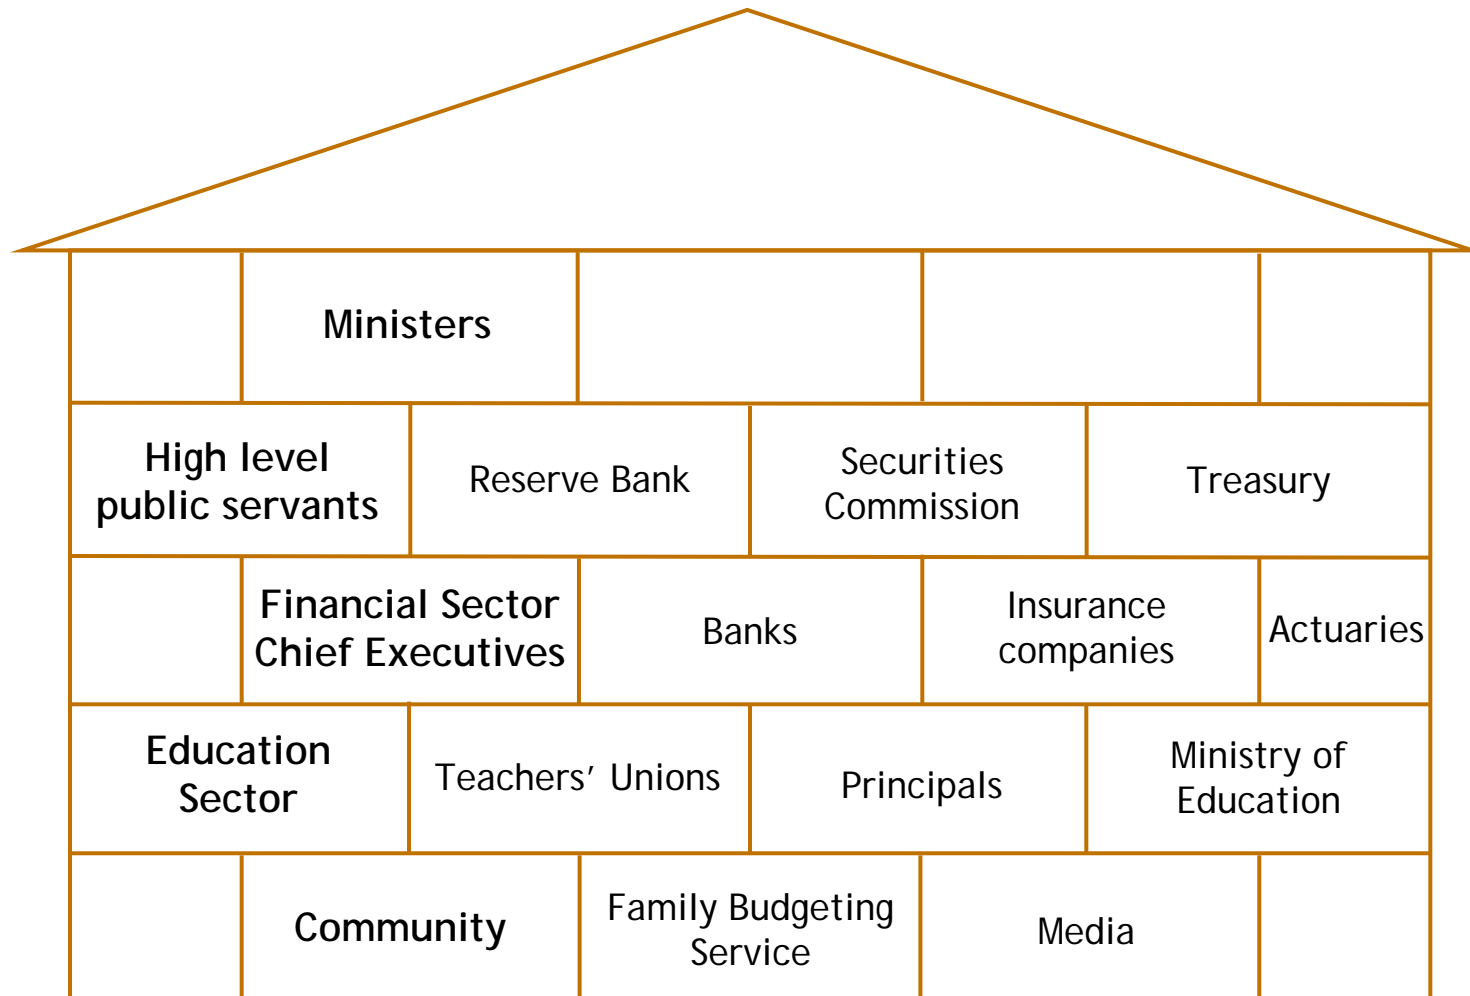 Ministers
High level
public servants
Reserve Bank
Securities
Commission
Treasury
Financial Sector
Chief Executives
Banks
Insurance
companies
Actuaries
Education
Sector
Teachers’ Unions
Principals
Ministry of
Education
Community
Family Budgeting
Service
Media